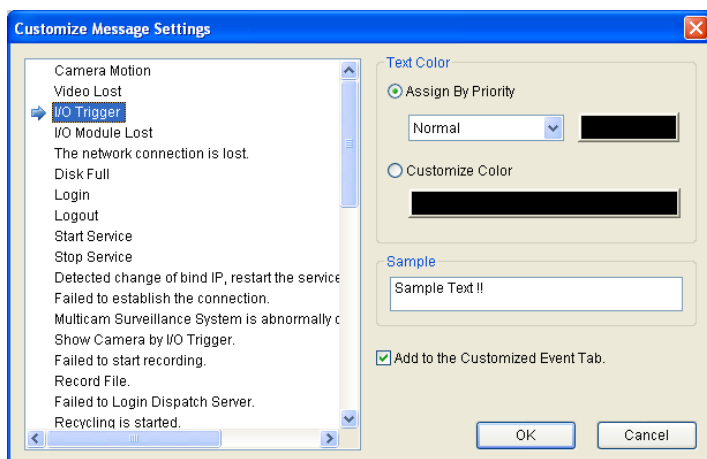 Customize Message Settings
Camera Motion
Video Lost
I/O Trigger
I/O Module Lost
The network connection is lost.
Disk Full
Login
Logout
Start Service
Stop Service
Detected change of bind IP, restart the service
Failed to establish the connection.
Multicam Surveillance System is abnormally
Show Camera by I/O Trigger.
Failed to start recording.
Record File.
Failed to Login Dispatch Server.
Recycling is started.
Text Color
Assign By Priority
Normal
Customize Color
Sample
Sample Text !!
Add to the Customized Event Tab.
OK
Cancel